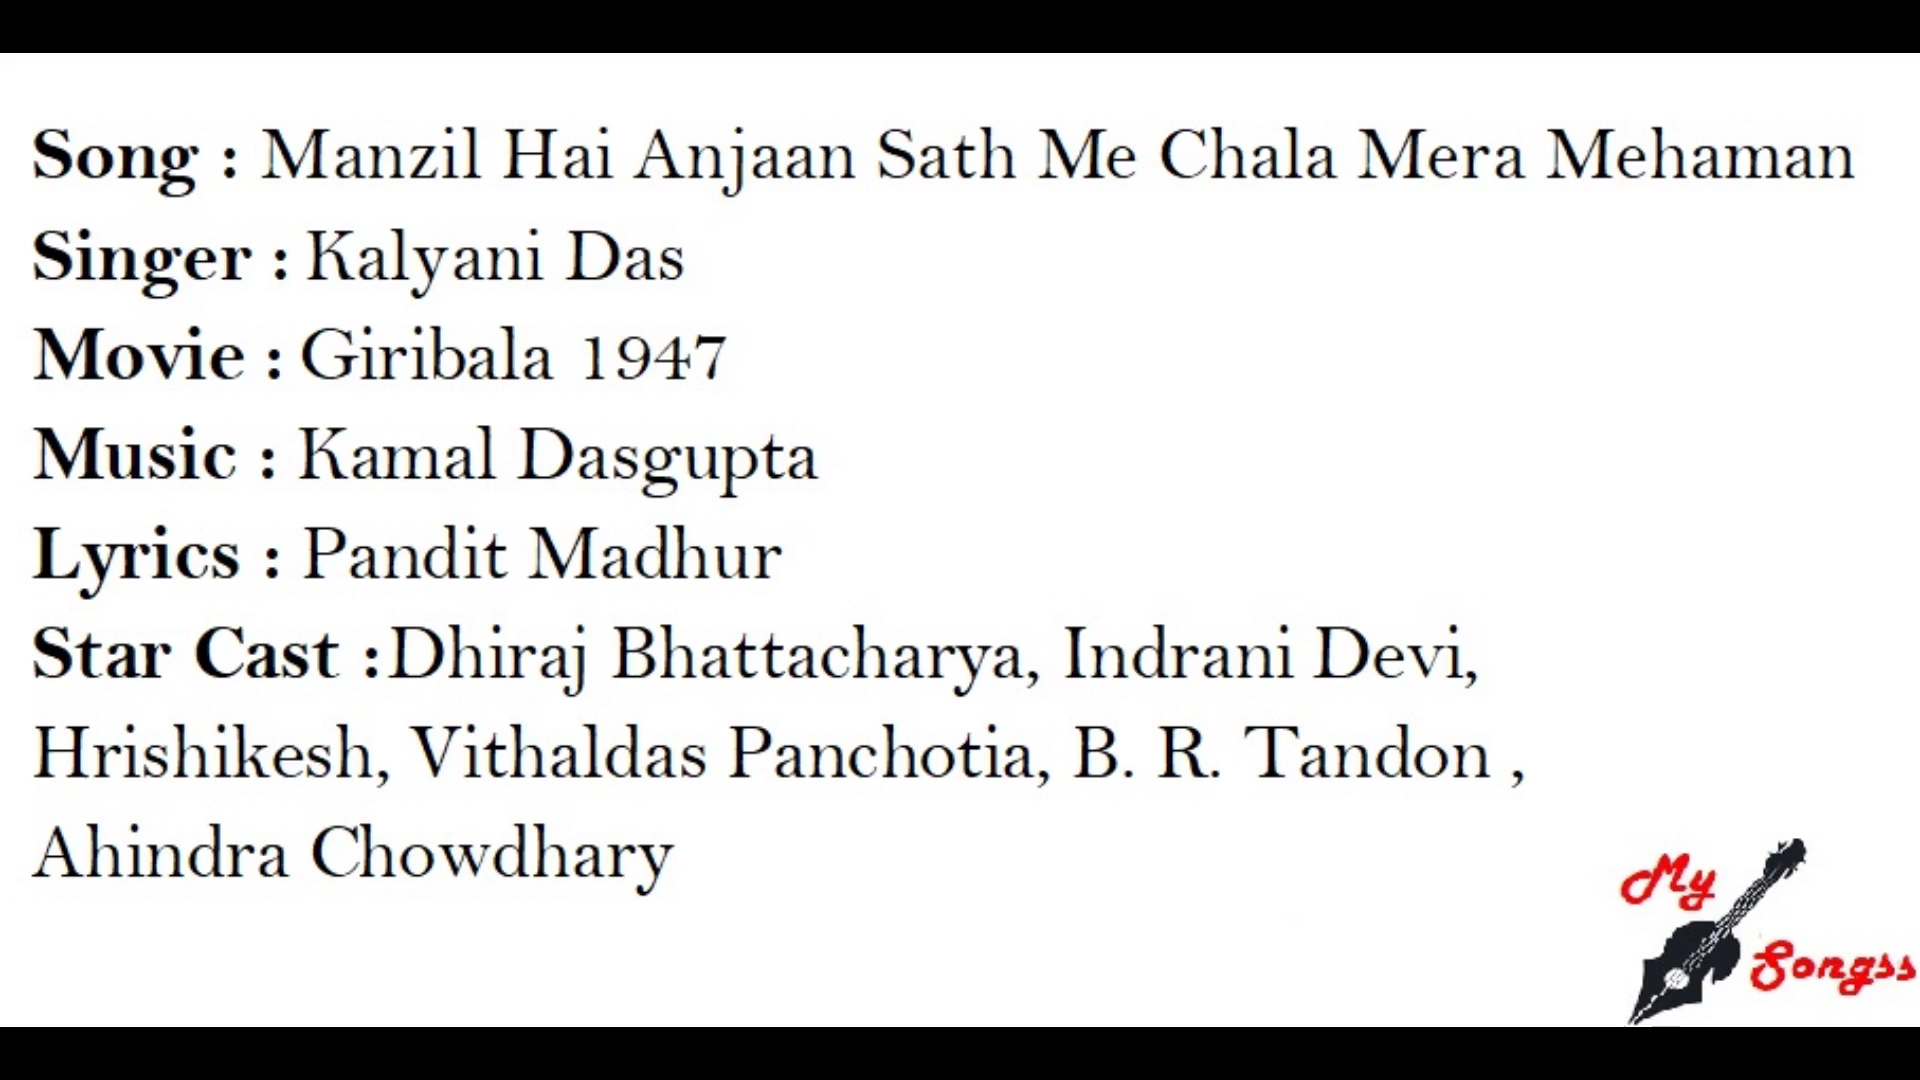 Song : Manzil Hai Anjaan Sath Me Chala Mera Mehaman
Singer : Kalyani Das
Movie : Giribala 1947
Music : Kamal Dasgupta
Lyrics : Pandit Madhur
Star Cast :Dhiraj Bhattacharya, Indrani Devi,
Hrishikesh, Vithaldas Panchotia, B. R. Tandon ,
Ahindra Chowdhary
My
Songss